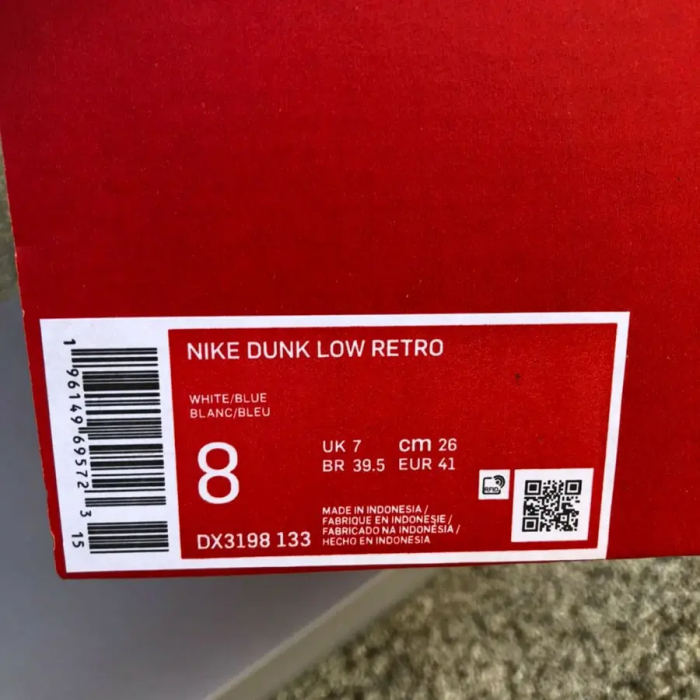 NIKE DUNK LOW RETRO
WHITE/BLUE
BLANC/BLEU
8
UK 7 cm 26
BR 39.5 EUR 41
DX3198 133
MADE IN INDONESIA /
FABRIQUE EN INDONESIE /
FABRICADO NA INDONÉSIA /
HECHO EN INDONESIA
RFID
1 96149 69572 3 15